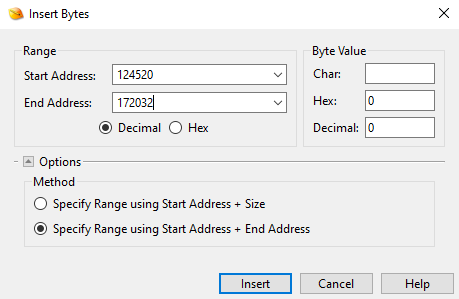 Insert Bytes
Range
Start Address: 124520
End Address: 172032
Decimal Hex
Byte Value
Char:
Hex: 0
Decimal: 0
Options
Method
Specify Range using Start Address + Size
Specify Range using Start Address + End Address
Insert Cancel Help